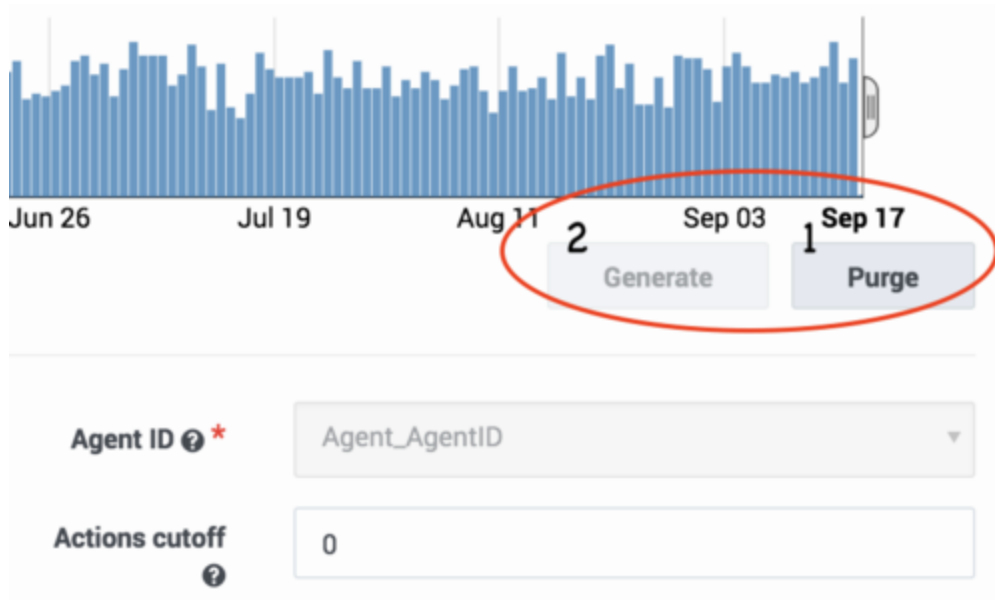 Jun 26 Jul 19 Aug 11 Sep 03 Sep 17
2 1
Generate Purge
Agent ID ? *
Agent_AgentID
Actions cutoff
0
?